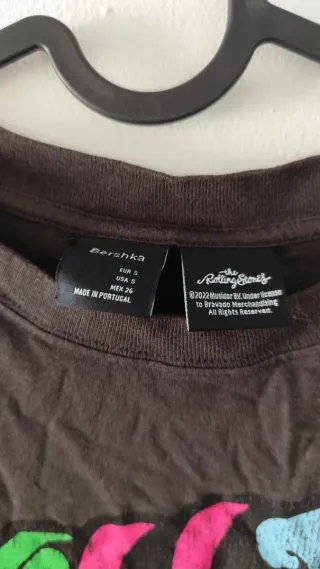 Bershka
EUR S
USA S
MEX 26
MADE IN PORTUGAL
the
Rolling Stones
©2022 Musidor BV. Under license
to Bravado Merchandising
All Rights Reserved.